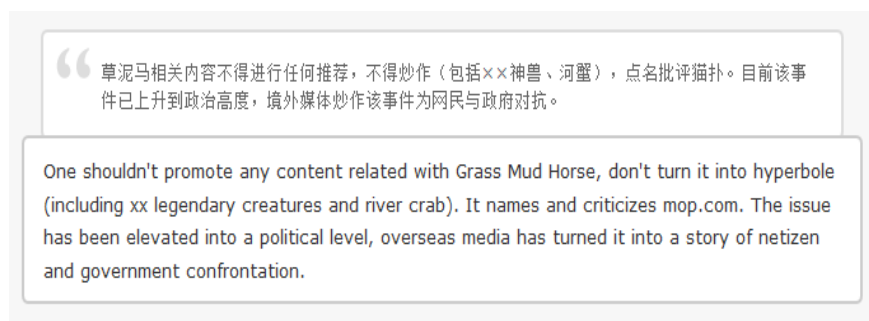 草泥马相关内容不得进行任何推荐，不得炒作（包括××神兽、河蟹），点名批评猫扑。目前该事
件已上升到政治高度，境外媒体炒作该事件为网民与政府对抗。
One shouldn't promote any content related with Grass Mud Horse, don't turn it into hyperbole
(including xx legendary creatures and river crab). It names and criticizes mop.com. The issue
has been elevated into a political level, overseas media has turned it into a story of netizen
and government confrontation.